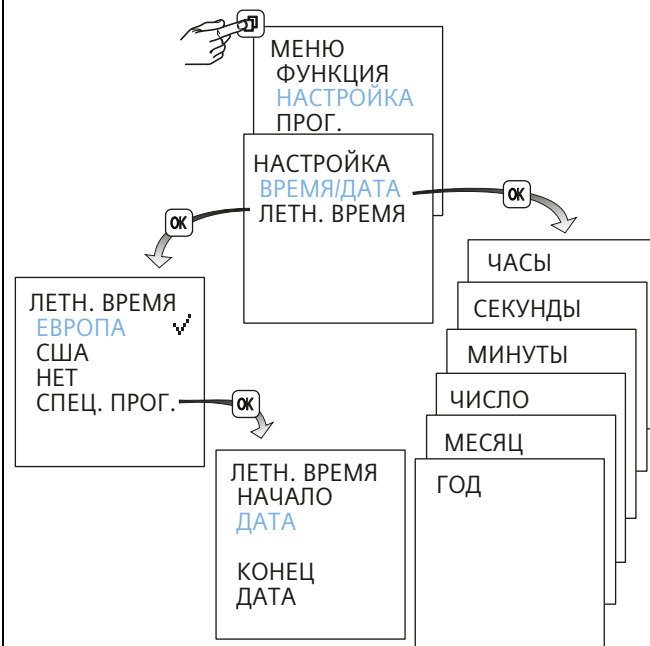 МЕНЮ
ФУНКЦИЯ
НАСТРОЙКА
ПРОГ.
НАСТРОЙКА
ВРЕМЯ/ДАТА
ЛЕТН. ВРЕМЯ
OK
OK
ЛЕТН. ВРЕМЯ
ЕВРОПА
США
НЕТ
СПЕЦ. ПРОГ.
OK
ЛЕТН. ВРЕМЯ
НАЧАЛО
ДАТА
КОНЕЦ
ДАТА
ЧАСЫ
СЕКУНДЫ
МИНУТЫ
ЧИСЛО
МЕСЯЦ
ГОД